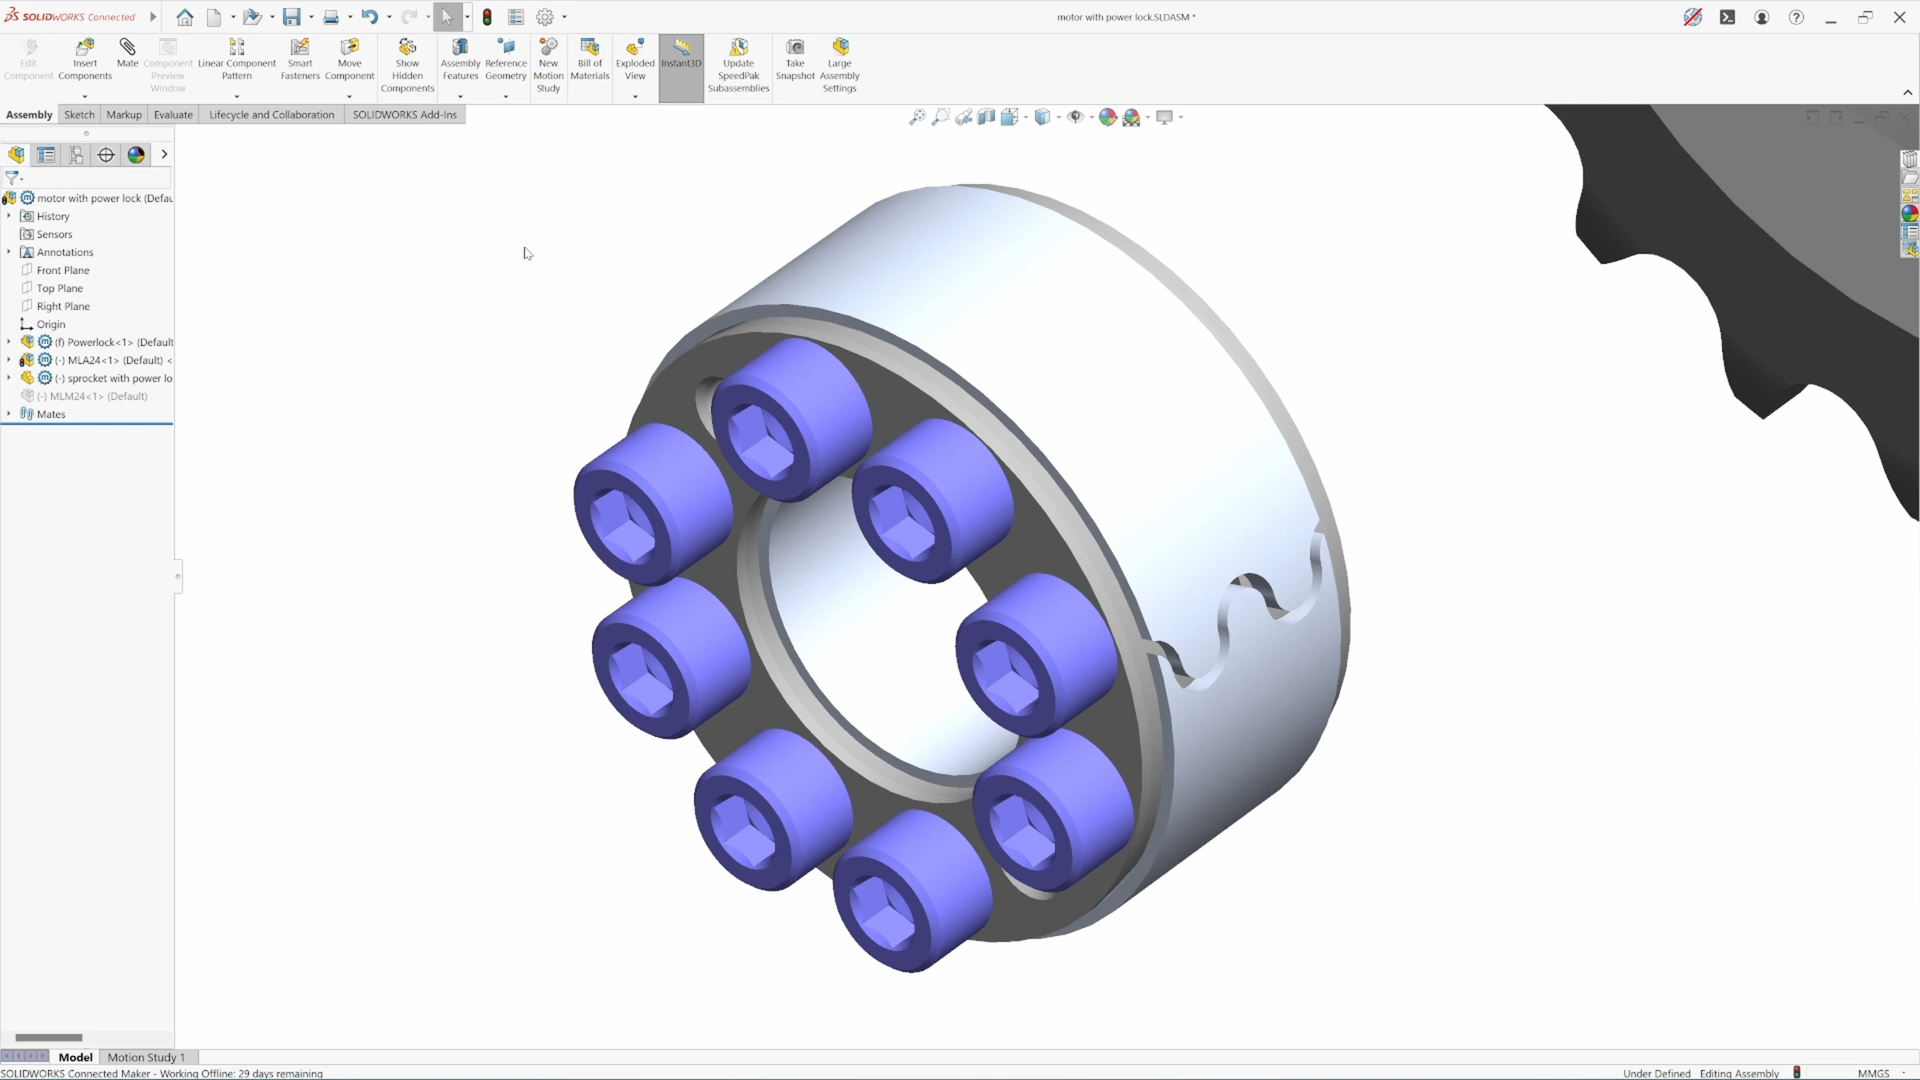 SOLIDWORKS Connected
motor with power lock.SLDASM *
Edit Component
Insert Components
Mate
Component Preview Window
Linear Component Pattern
Smart Fasteners
Move Component
Show Hidden Components
Assembly Features
Reference Geometry
New Motion Study
Bill of Materials
Exploded View
Instant3D
Update SpeedPak Subassemblies
Take Snapshot
Large Assembly Settings
Assembly
Sketch
Markup
Evaluate
Lifecycle and Collaboration
SOLIDWORKS Add-Ins
motor with power lock (Defau
History
Sensors
Annotations
Front Plane
Top Plane
Right Plane
Origin
(f) Powerlock<1> (Default
(-) MLA24<1> (Default) <
(-) sprocket with power lo
(-) MLM24<1> (Default)
Mates
Model
Motion Study 1
SOLIDWORKS Connected Maker - Working Offline: 29 days remaining
Under Defined
Editing Assembly
MMGS